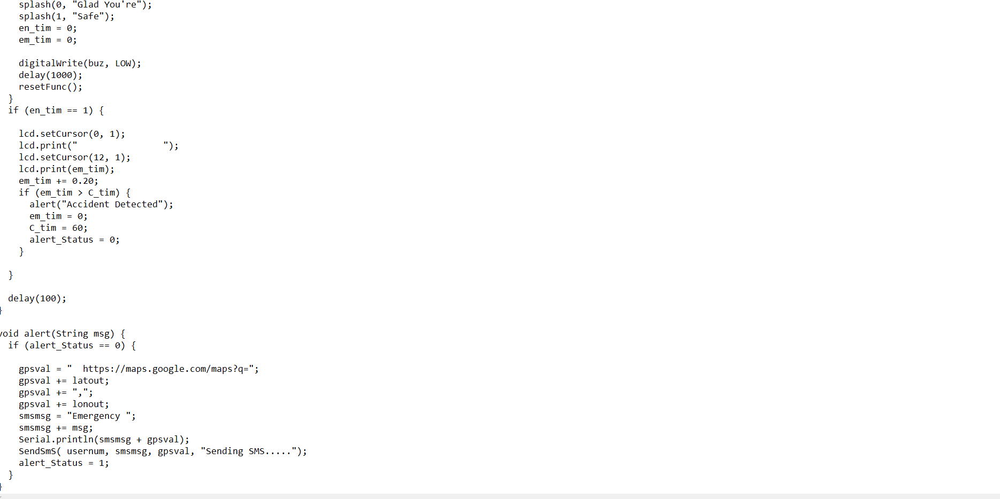 splash(0, "Glad You're");
splash(1, "Safe");
en_tim = 0;
em_tim = 0;
digitalWrite(buz, LOW);
delay(1000);
resetFunc();
}
if (en_tim == 1) {
lcd.setCursor(0, 1);
lcd.print("                ");
lcd.setCursor(12, 1);
lcd.print(em_tim);
em_tim += 0.20;
if (em_tim > C_tim) {
alert("Accident Detected");
em_tim = 0;
C_tim = 60;
alert_Status = 0;
}
}
delay(100);
}
void alert(String msg) {
if (alert_Status == 0) {
gpsval = "  https://maps.google.com/maps?q=";
gpsval += latout;
gpsval += ",";
gpsval += lonout;
smsmsg = "Emergency ";
smsmsg += msg;
Serial.println(smsmsg + gpsval);
SendSmS( usernum, smsmsg, gpsval, "Sending SMS.....");
alert_Status = 1;
}
}